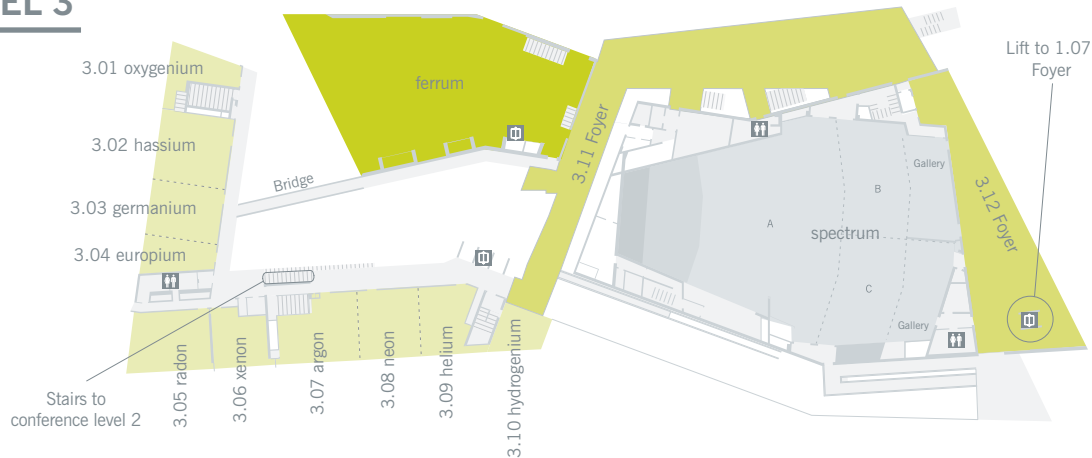 EL 3
3.01 oxygenium
ferrum
Lift to 1.07
Foyer
3.02 hassium
3.11 Foyer
Gallery
Bridge
B
3.12 Foyer
3.03 germanium
A
spectrum
3.04 europium
C
Gallery
3.05 radon
3.06 xenon
3.07 argon
3.08 neon
3.09 helium
3.10 hydrogenium
Stairs to
conference level 2